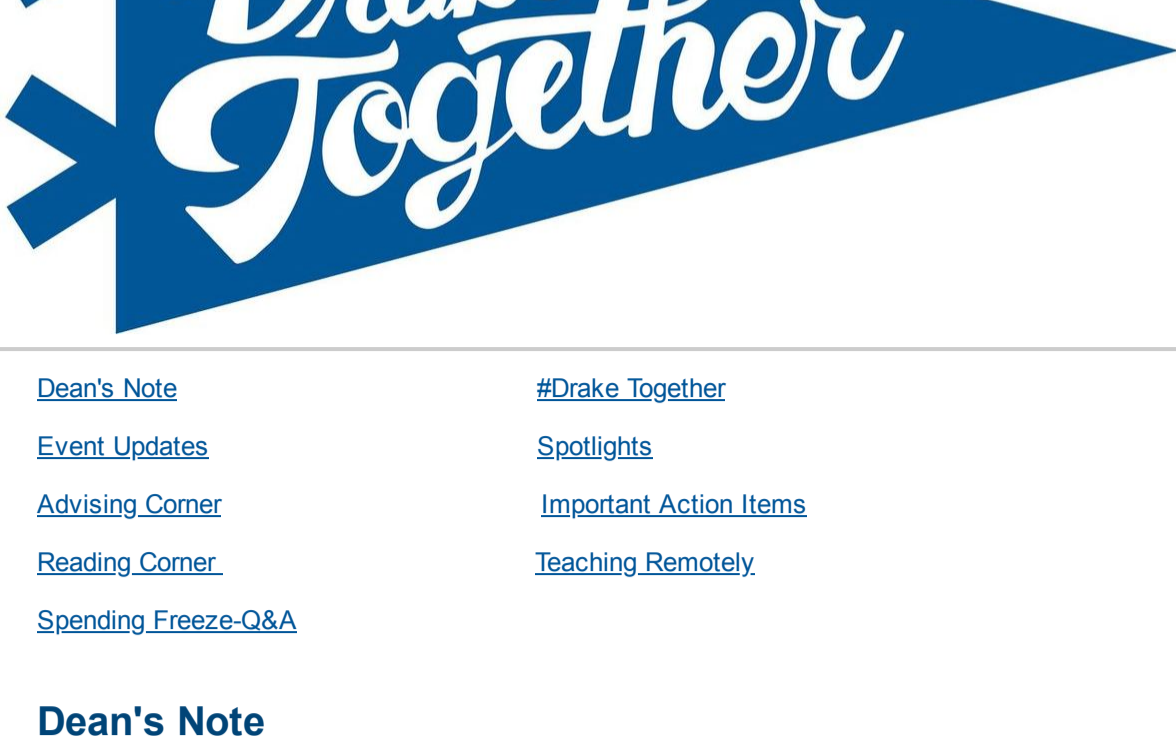 Drake
Together
Dean's Note
#Drake Together
Event Updates
Spotlights
Advising Corner
Important Action Items
Reading Corner
Teaching Remotely
Spending Freeze-Q&A
Dean's Note